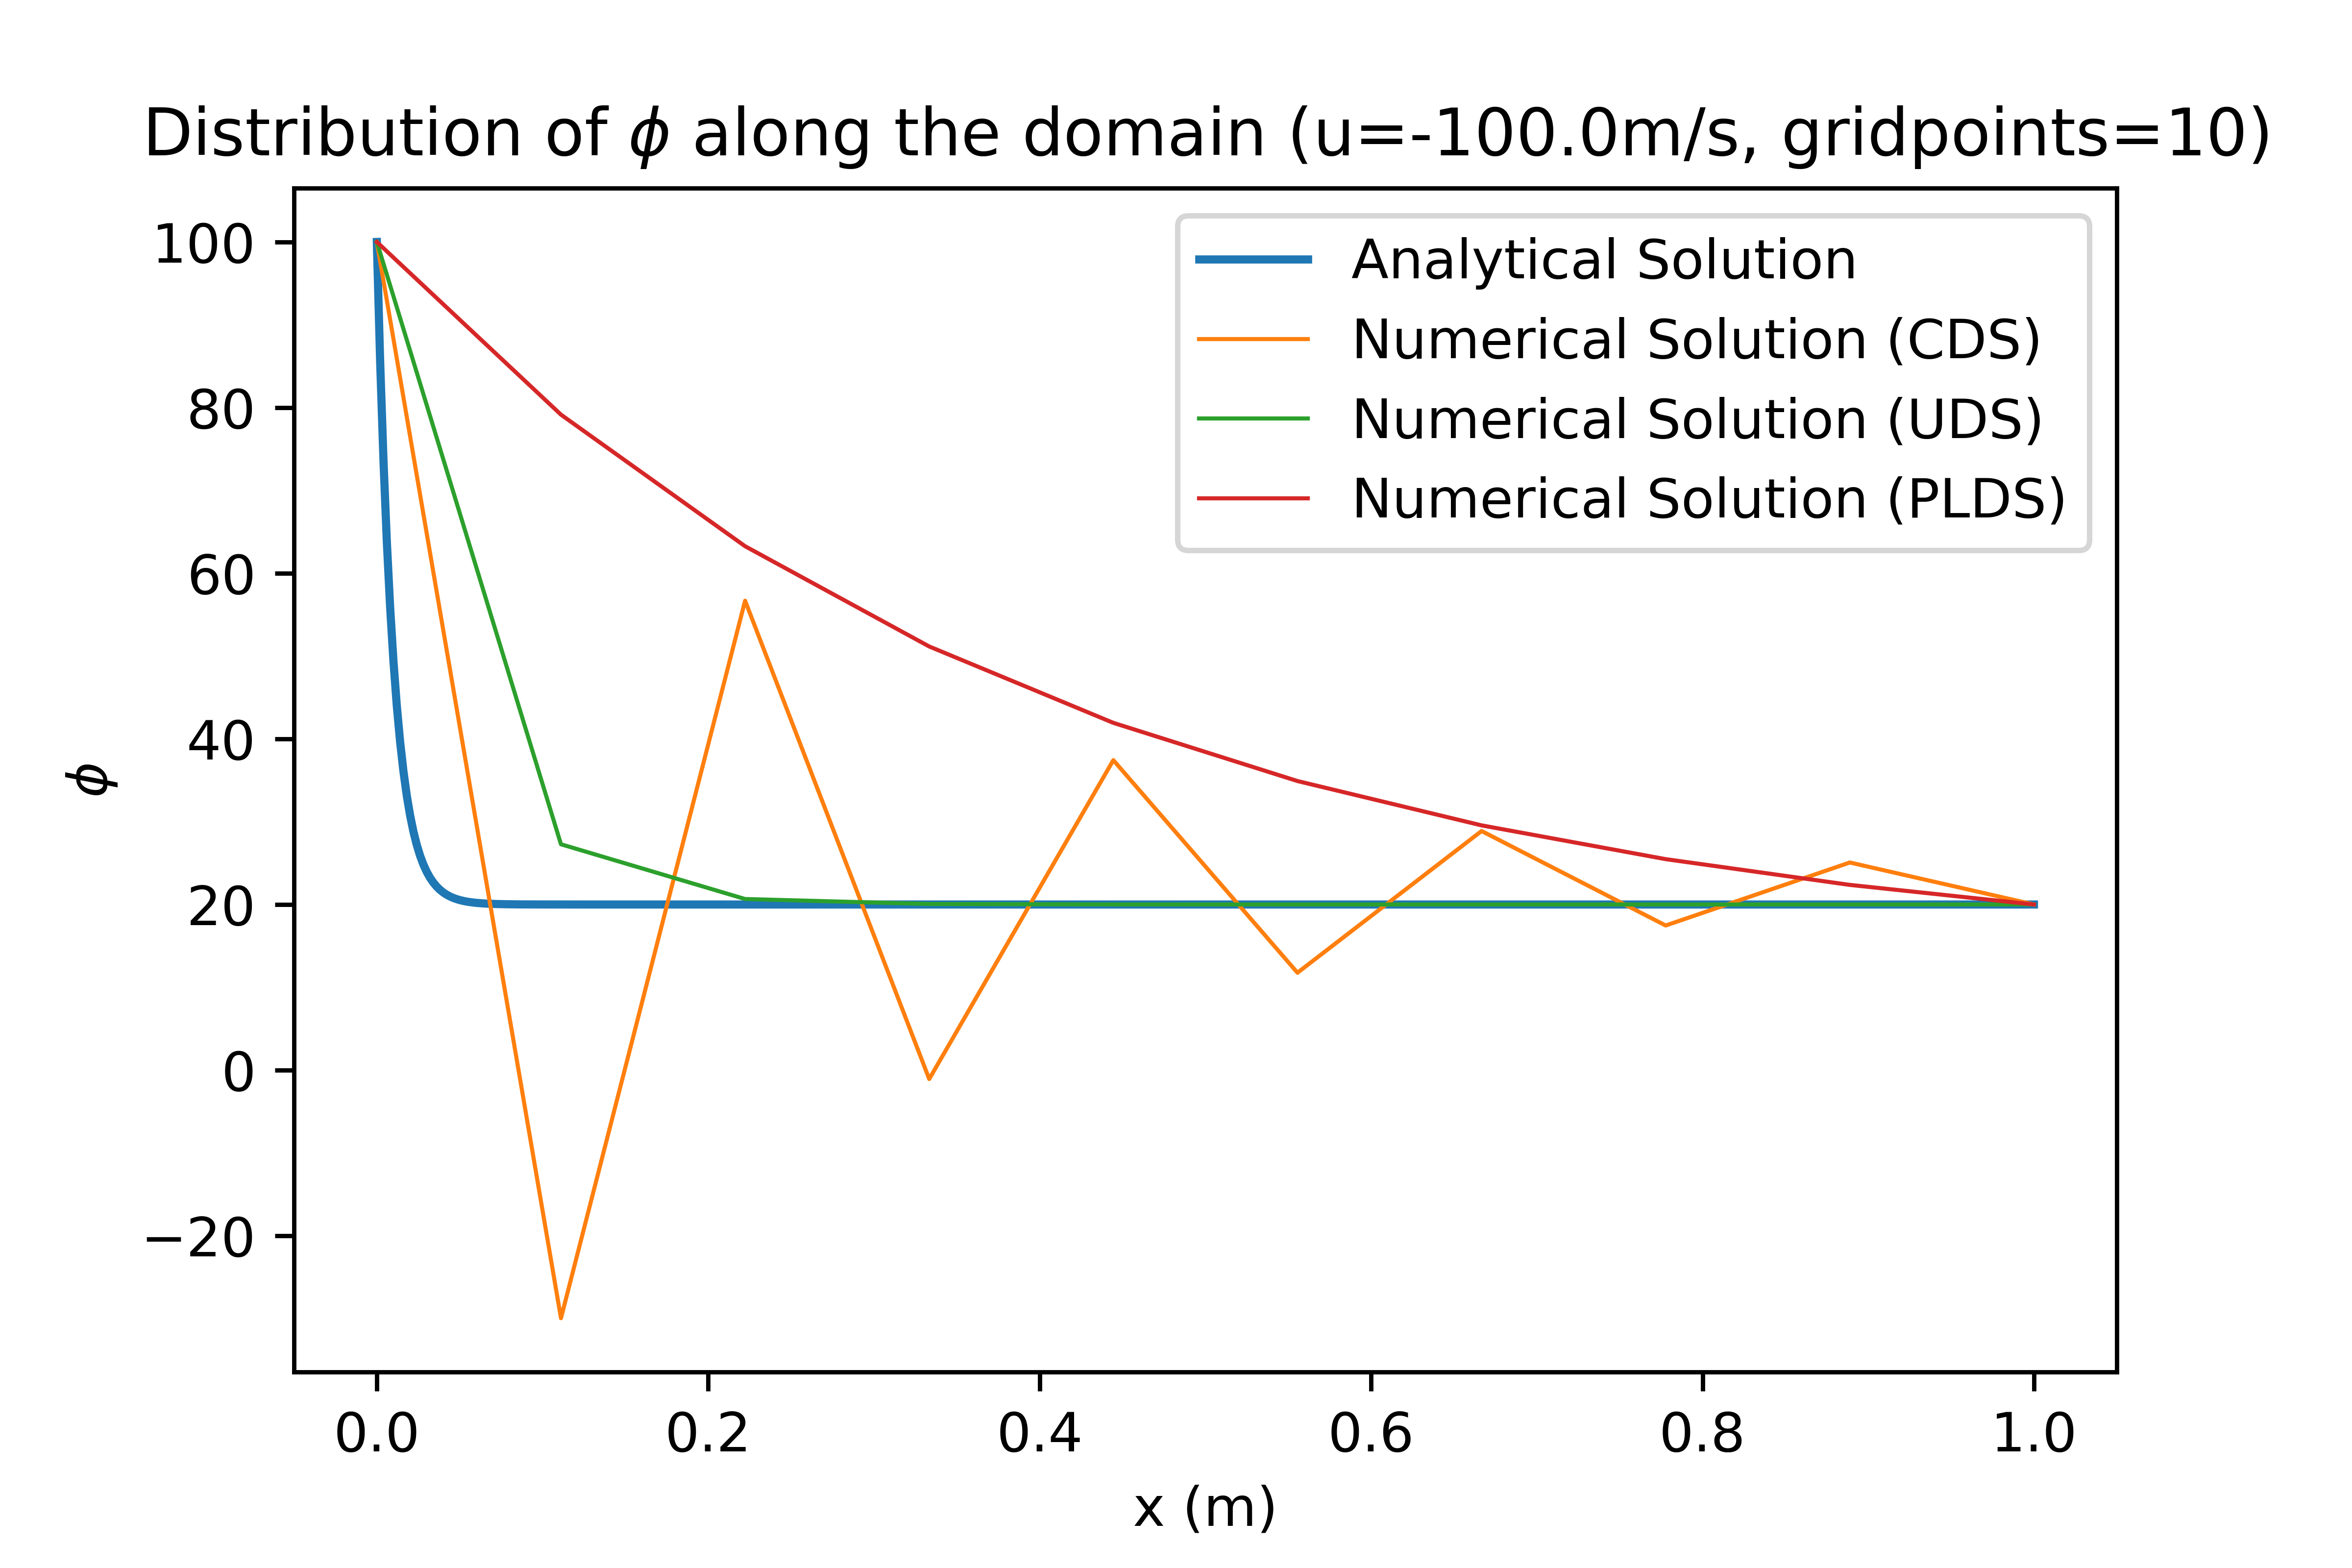 Distribution of ϕ along the domain (u=-100.0m/s, gridpoints=10)
Analytical Solution
Numerical Solution (CDS)
Numerical Solution (UDS)
Numerical Solution (PLDS)
100
80
60
40
20
0
−20
ϕ
0.0 0.2 0.4 0.6 0.8 1.0
x (m)